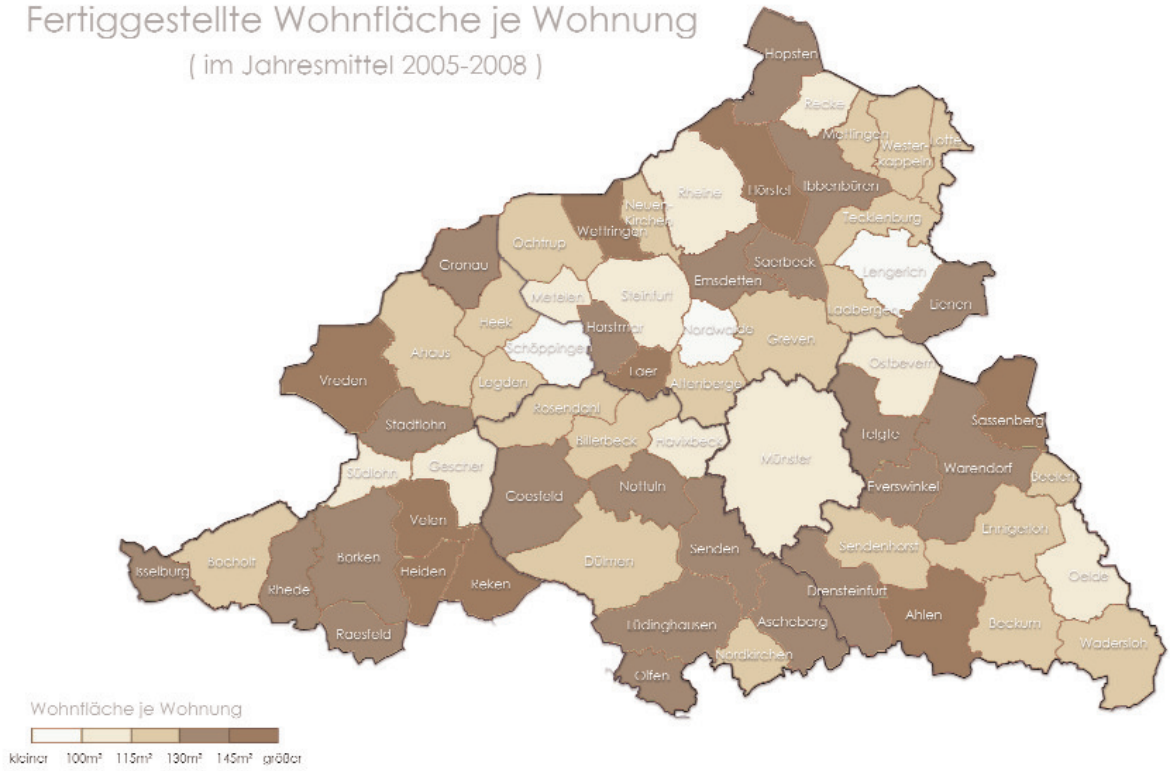 Fertiggestellte Wohnfläche je Wohnung
( im Jahresmittel 2005-2008 )
Hopsten
Recke
Mettingen
Wester-
kappeln
Lotte
Rheine
Hörstel
Ibbenbüren
Neuen-
kirchen
Tecklenburg
Wettringen
Ochtrup
Gronau
Saerbeck
Lengerich
Emsdetten
Metelen
Steinfurt
Lienen
Ladbergen
Heek
Horstmar
Nordwalde
Greven
Schöppingen
Ahaus
Ostbevern
Laer
Vreden
Legden
Altenberge
Rosendahl
Sassenberg
Stadtlohn
Telgte
Billerbeck
Havixbeck
Münster
Südlohn
Gescher
Warendorf
Beelen
Everswinkel
Coesfeld
Nottuln
Velen
Ennigerloh
Sendenhorst
Senden
Borken
Dülmen
Bocholt
Isselburg
Heiden
Reken
Oelde
Rhede
Drensteinfurt
Ahlen
Lüdinghausen
Ascheberg
Beckum
Raesfeld
Wadersloh
Nordkirchen
Olfen
Wohnfläche je Wohnung
kleiner 100m² 115m² 130m² 145m² größer